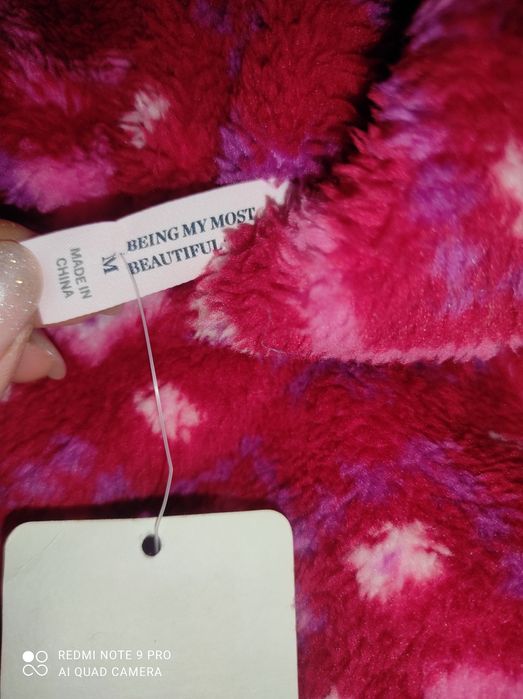 BEING MY MOST
BEAUTIFUL
M
MADE IN
CHINA
REDMI NOTE 9 PRO
AI QUAD CAMERA